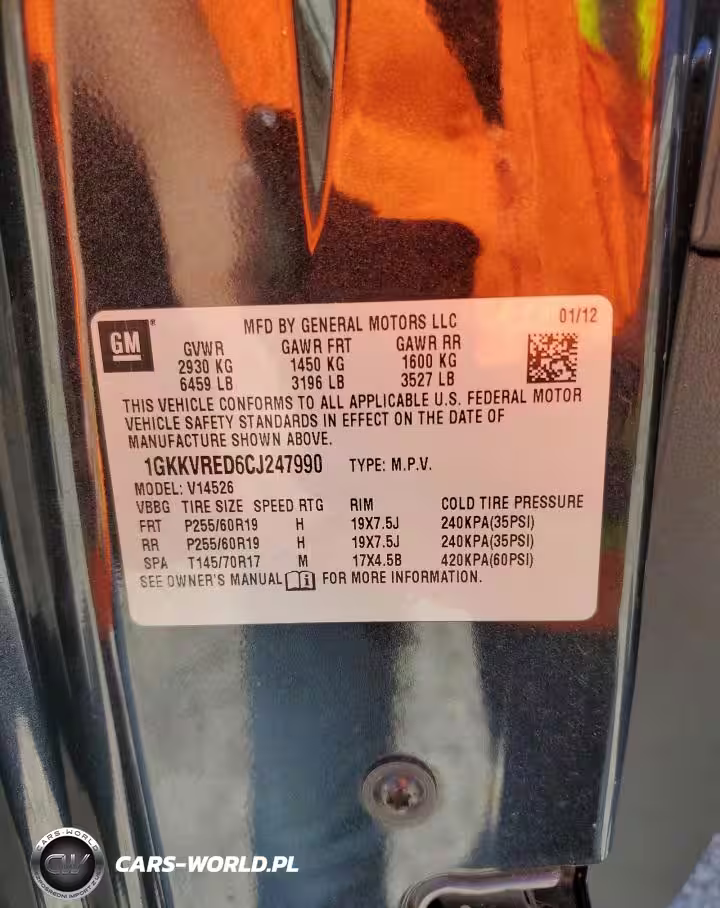 GM
MFD BY GENERAL MOTORS LLC 01/12
GVWR GAWR FRT GAWR RR
2930 KG 1450 KG 1600 KG
6459 LB 3196 LB 3527 LB
THIS VEHICLE CONFORMS TO ALL APPLICABLE U.S. FEDERAL MOTOR
VEHICLE SAFETY STANDARDS IN EFFECT ON THE DATE OF
MANUFACTURE SHOWN ABOVE.
1GKKVRED6CJ247990 TYPE: M.P.V.
MODEL: V14526
VBBG TIRE SIZE SPEED RTG RIM COLD TIRE PRESSURE
FRT P255/60R19 H 19X7.5J 240KPA(35PSI)
RR P255/60R19 H 19X7.5J 240KPA(35PSI)
SPA T145/70R17 M 17X4.5B 420KPA(60PSI)
SEE OWNER'S MANUAL FOR MORE INFORMATION.
CARS-WORLD
CW
CARS-WORLD.PL